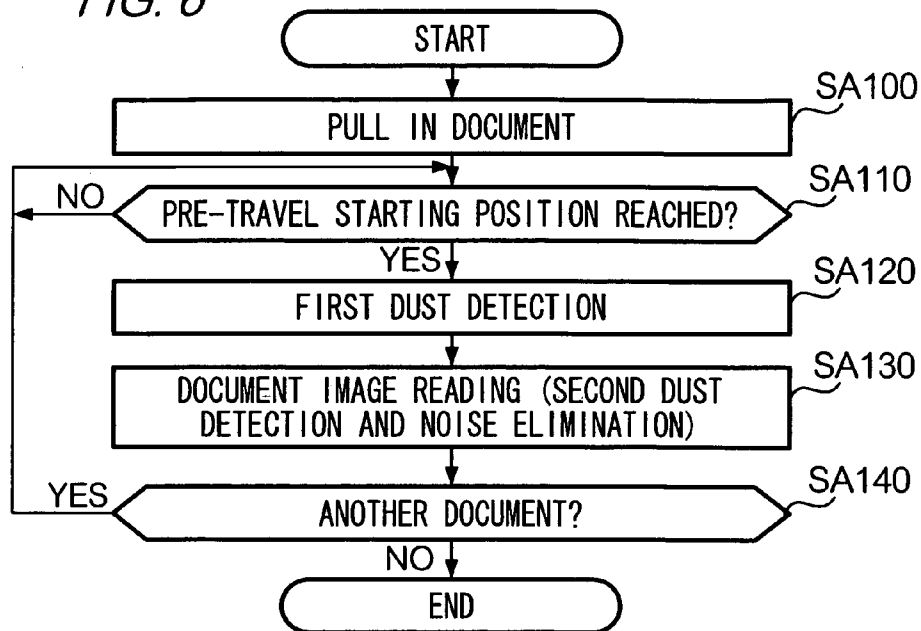 FIG. 6
START
SA100
PULL IN DOCUMENT
SA110
NO
PRE-TRAVEL STARTING POSITION REACHED?
YES
SA120
FIRST DUST DETECTION
SA130
DOCUMENT IMAGE READING (SECOND DUST
DETECTION AND NOISE ELIMINATION)
SA140
YES
ANOTHER DOCUMENT?
NO
END